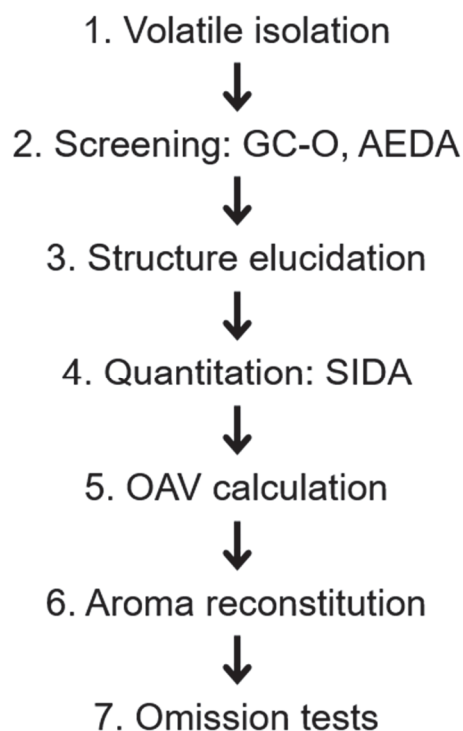 1. Volatile isolation
2. Screening: GC-O, AEDA
3. Structure elucidation
4. Quantitation: SIDA
5. OAV calculation
6. Aroma reconstitution
7. Omission tests